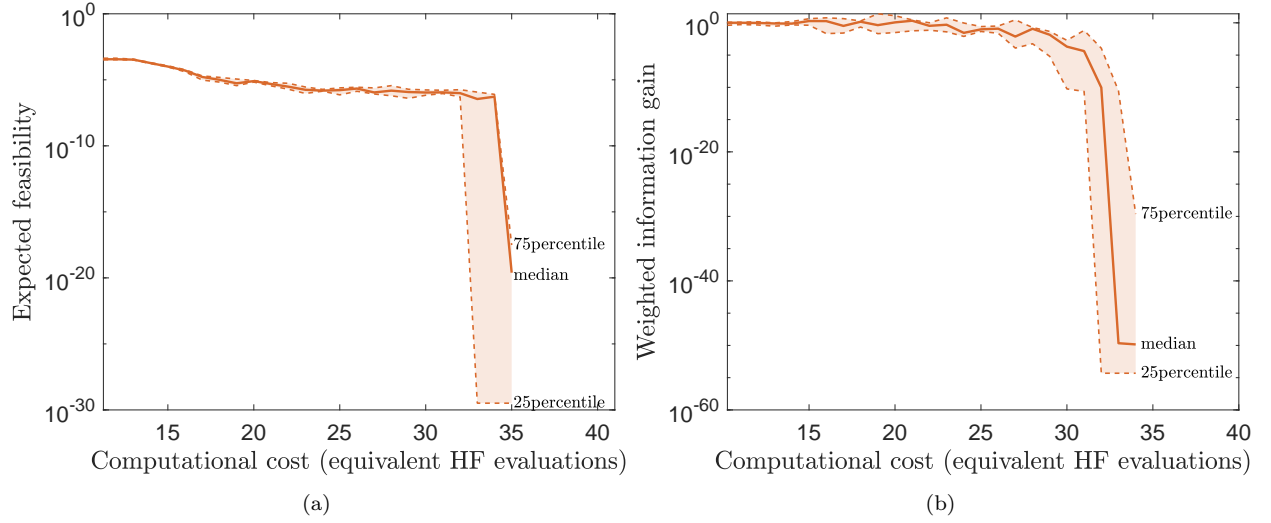 10^0
10^-10
10^-20
10^-30
Expected feasibility
75percentile
median
25percentile
15 20 25 30 35 40
Computational cost (equivalent HF evaluations)
(a)
10^0
10^-20
10^-40
10^-60
Weighted information gain
75percentile
median
25percentile
15 20 25 30 35 40
Computational cost (equivalent HF evaluations)
(b)